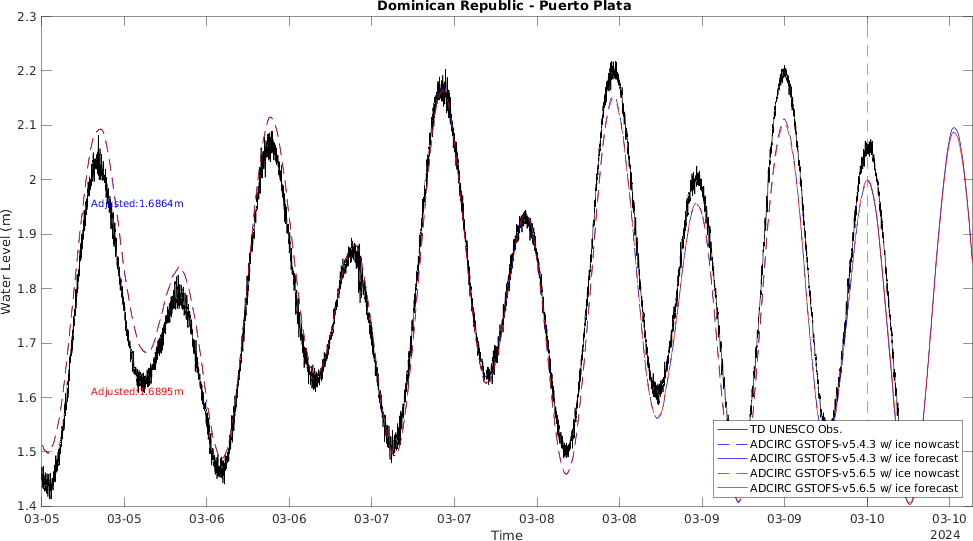 Dominican Republic - Puerto Plata
2.3
2.2
2.1
2
1.9
1.8
1.7
1.6
1.5
1.4
Water Level (m)
Adjusted:1.6864m
Adjusted:1.6895m
TD UNESCO Obs.
ADCIRC GSTOFS-v5.4.3 w/ ice nowcast
ADCIRC GSTOFS-v5.4.3 w/ ice forecast
ADCIRC GSTOFS-v5.6.5 w/ ice nowcast
ADCIRC GSTOFS-v5.6.5 w/ ice forecast
03-05 03-05 03-06 03-06 03-07 03-07 03-08 03-08 03-09 03-09 03-10 03-10
2024
Time